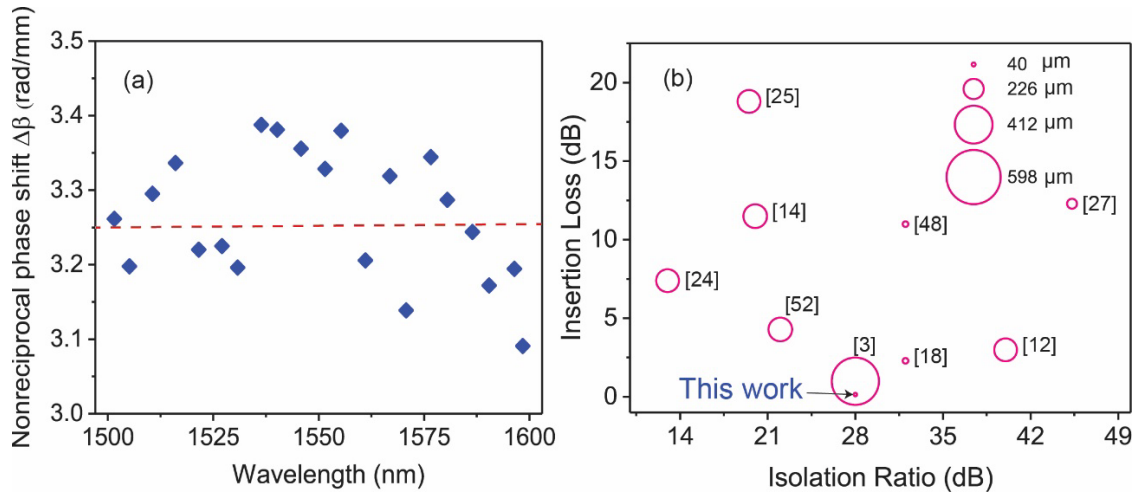 Nonreciprocal phase shift Δβ (rad/mm)
3.5
3.4
3.3
3.2
3.1
3.0
(a)
1500
1525
1550
1575
1600
Wavelength (nm)
Insertion Loss (dB)
20
15
10
5
0
(b)
40 μm
226 μm
412 μm
598 μm
[25]
[14]
[48]
[27]
[24]
[52]
[3]
[18]
[12]
This work
14
21
28
35
42
49
Isolation Ratio (dB)